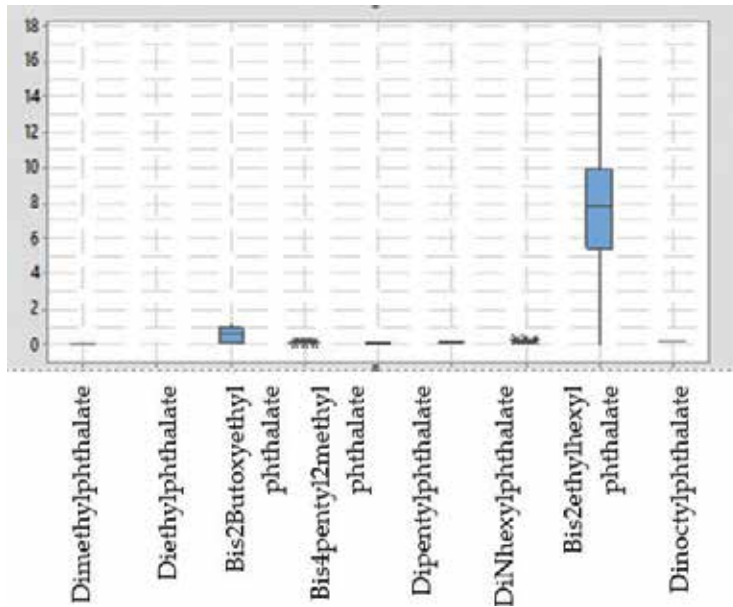 18
16
14
12
10
8
6
4
2
0
Dimethylphthalate
Diethylphthalate
Bis2Butoxyethyl
phthalate
Bis4pentyl2methyl
phthalate
Dipentylphthalate
DiNhexylphthalate
Bis2ethylhexyl
phthalate
Dinoctylphthalate